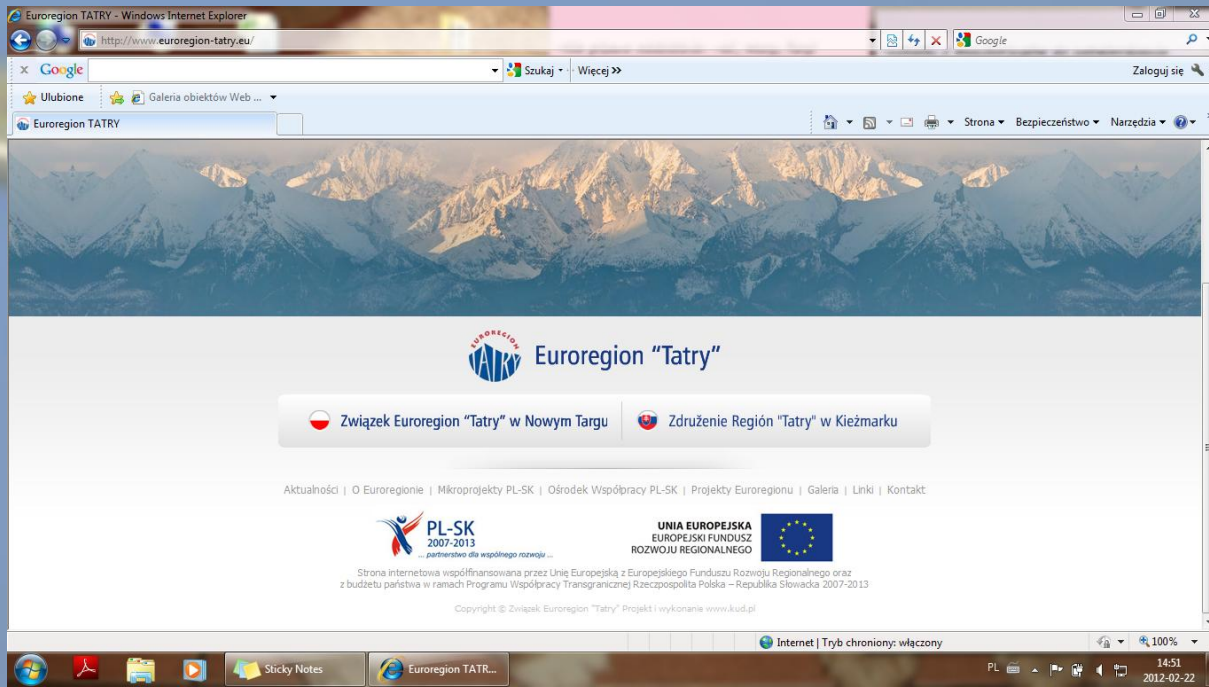 Euroregion TATRY - Windows Internet Explorer
http://www.euroregion-tatry.eu/
Google
x Google
Szukaj
Więcej >>
Zaloguj się
Ulubione
Galeria obiektów Web ...
Euroregion TATRY
Strona
Bezpieczeństwo
Narzędzia
EUROREGION
TATRY
Euroregion "Tatry"
Związek Euroregion "Tatry" w Nowym Targu
Združenie Región "Tatry" w Kieżmarku
Aktualności | O Euroregionie | Mikroprojekty PL-SK | Ośrodek Współpracy PL-SK | Projekty Euroregionu | Galeria | Linki | Kontakt
PL-SK
2007-2013
... partnerstwo dla wspólnego rozwoju ...
UNIA EUROPEJSKA
EUROPEJSKI FUNDUSZ
ROZWOJU REGIONALNEGO
Strona internetowa współfinansowana przez Unię Europejską z Europejskiego Funduszu Rozwoju Regionalnego oraz
z budżetu państwa w ramach Programu Współpracy Transgranicznej Rzeczpospolita Polska – Republika Słowacka 2007-2013
Copyright © Związek Euroregion "Tatry" Projekt i wykonanie www.kud.pl
Internet | Tryb chroniony: włączony
100%
Sticky Notes
Euroregion TATR...
PL
14:51
2012-02-22